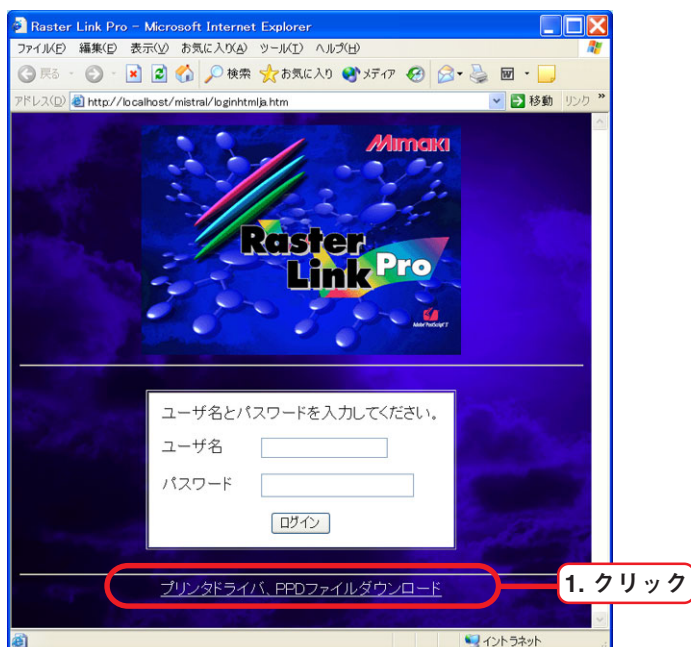 Raster Link Pro - Microsoft Internet Explorer
ファイル(F) 編集(E) 表示(V) お気に入り(A) ツール(T) ヘルプ(H)
戻る 検索 お気に入り メディア
アドレス(D) http://localhost/mistral/loginhtmlja.htm 移動 リンク »
Mimaki
Raster
Link Pro
Adobe PostScript 3
ユーザ名とパスワードを入力してください。
ユーザ名
パスワード
ログイン
プリンタドライバ、PPDファイルダウンロード
1. クリック
イントラネット